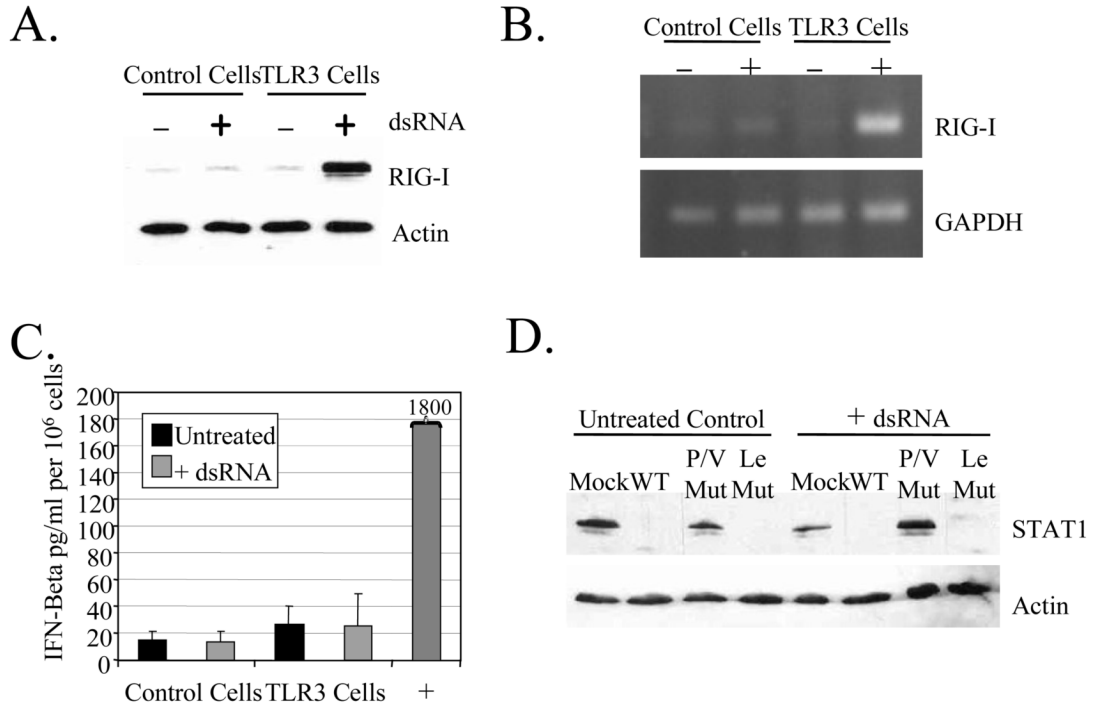 A.
Control Cells TLR3 Cells
– + – + dsRNA
RIG-I
Actin
B.
Control Cells TLR3 Cells
– + – +
RIG-I
GAPDH
C.
IFN-Beta pg/ml per 10⁶ cells
200
180
160
140
120
100
80
60
40
20
0
1800
Untreated
+ dsRNA
Control Cells TLR3 Cells +
D.
Untreated Control + dsRNA
P/V Le P/V Le
Mock WT Mut Mut Mock WT Mut Mut
STAT1
Actin